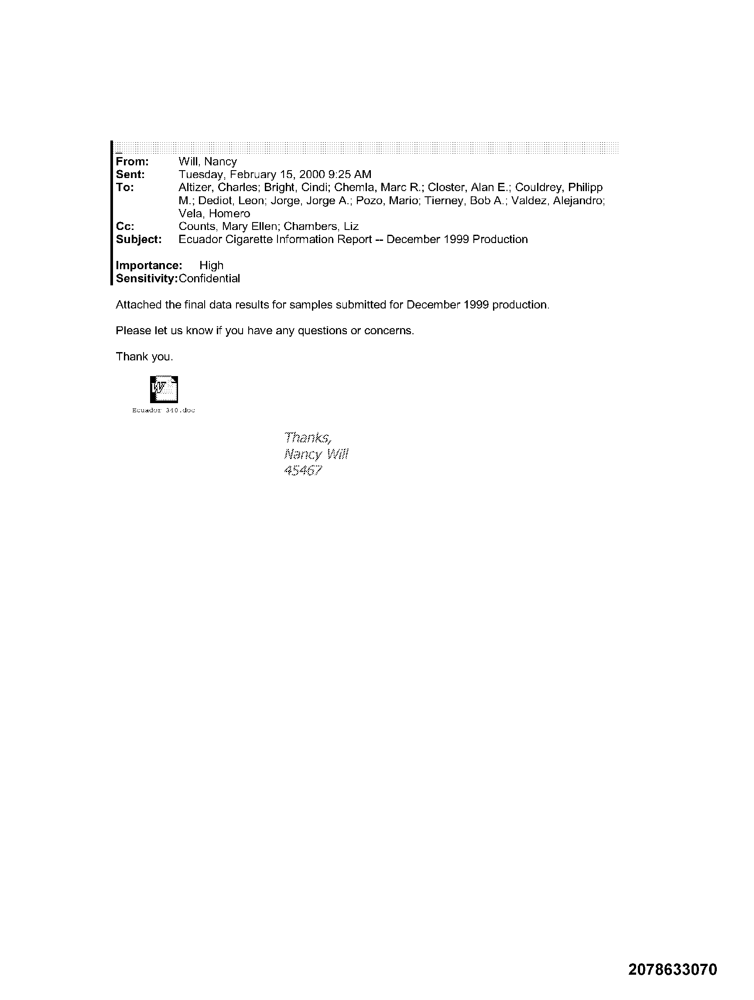 From: Will, Nancy
Sent: Tuesday, February 15, 2000 9:25 AM
To: Altizer, Charles; Bright, Cindi; Chemla, Marc R.; Closter, Alan E.; Couldrey, Philipp
M.; Dediot, Leon; Jorge, Jorge A.; Pozo, Mario; Tierney, Bob A.; Valdez, Alejandro;
Vela, Homero
Cc: Counts, Mary Ellen; Chambers, Liz
Subject: Ecuador Cigarette Information Report -- December 1999 Production
Importance: High
Sensitivity: Confidential
Attached the final data results for samples submitted for December 1999 production.
Please let us know if you have any questions or concerns.
Thank you.
W
Ecuador 340.doc
Thanks,
Nancy Will
45467
2078633070